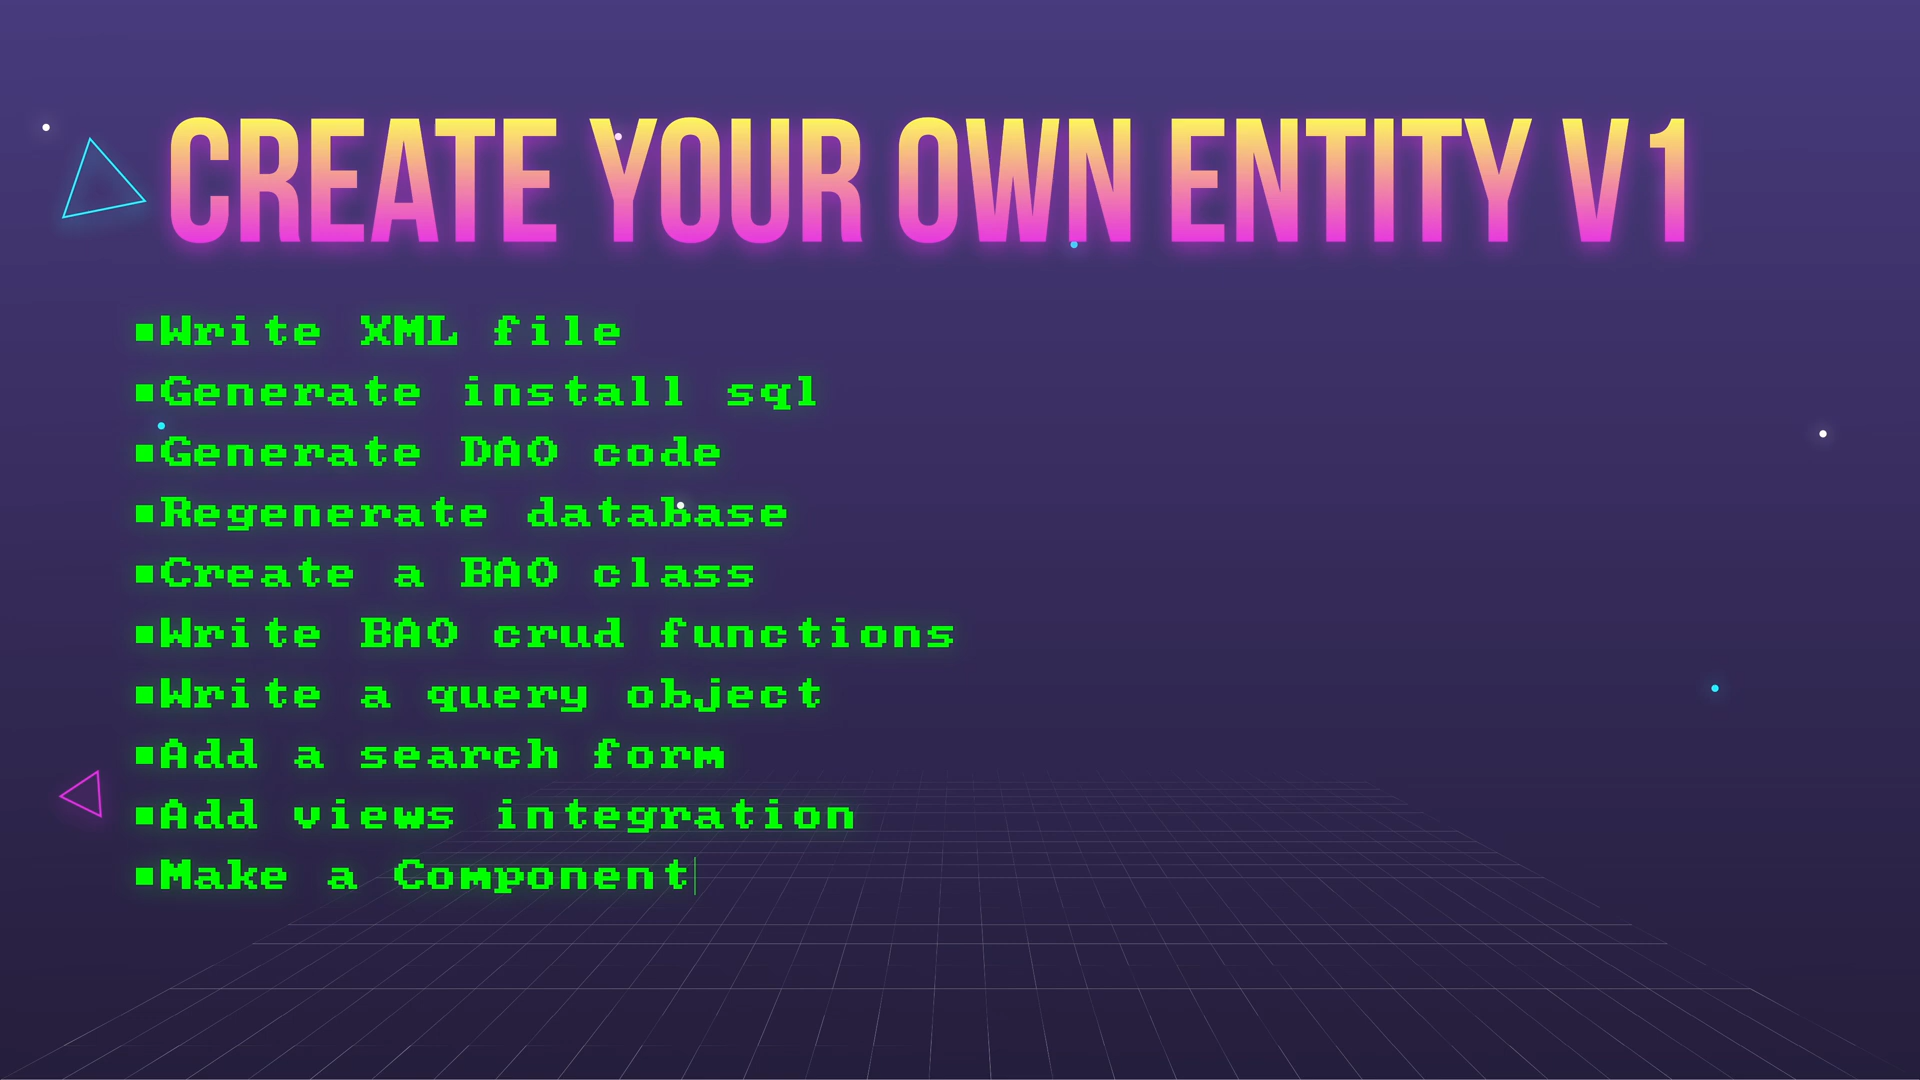 CREATE YOUR OWN ENTITY V1
▪Write XML file
▪Generate install sql
▪Generate DAO code
▪Regenerate database
▪Create a BAO class
▪Write BAO crud functions
▪Write a query object
▪Add a search form
▪Add views integration
▪Make a Component